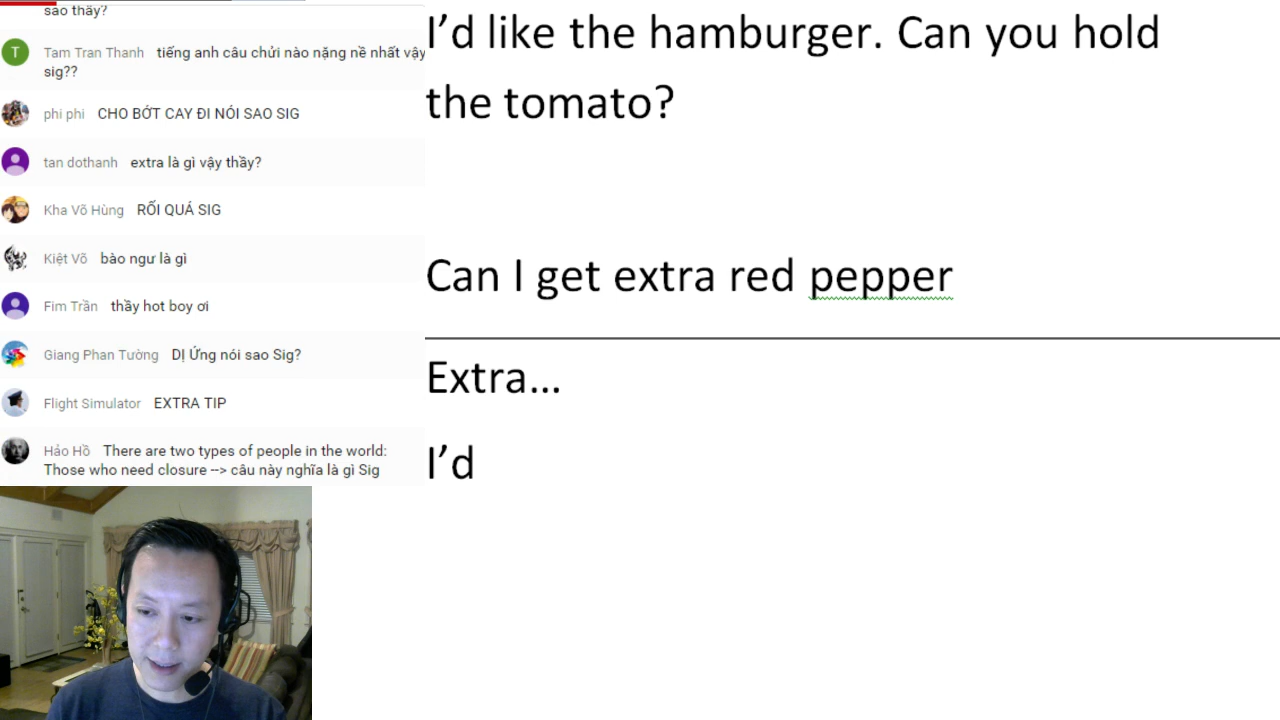 sao thầy?
Tam Tran Thanh tiếng anh câu chửi nào nặng nề nhất vậy
sig??
phi phi CHO BỚT CAY ĐI NÓI SAO SIG
tan dothanh extra là gì vậy thầy?
Kha Võ Hùng RỐI QUÁ SIG
Kiệt Võ bào ngư là gì
Fim Trần thầy hot boy ơi
Giang Phan Tường DỊ Ứng nói sao Sig?
Flight Simulator EXTRA TIP
Hảo Hồ There are two types of people in the world:
Those who need closure --> câu này nghĩa là gì Sig
T
I’d like the hamburger. Can you hold
the tomato?
Can I get extra red pepper
Extra…
I’d